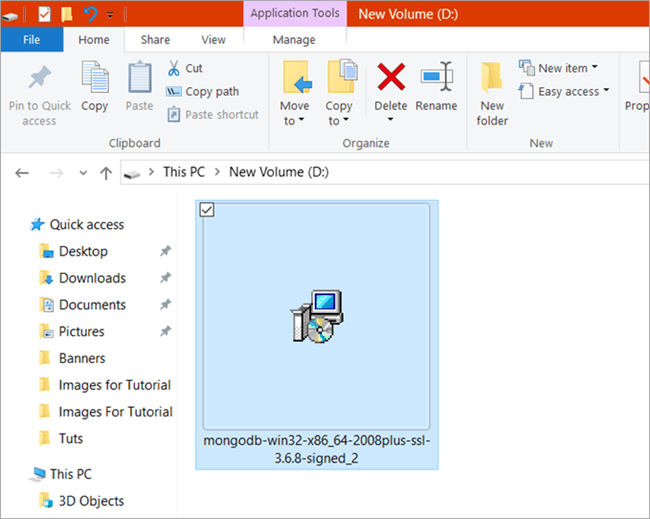 Application Tools
New Volume (D:)
File
Home
Share
View
Manage
Pin to Quick
access
Copy
Paste
Cut
Copy path
Paste shortcut
Clipboard
Move
to
Copy
to
Delete
Rename
Organize
New
folder
New item
Easy access
New
This PC
New Volume (D:)
Quick access
Desktop
Downloads
Documents
Pictures
Banners
Images for Tutorial
Images For Tutorial
Tuts
This PC
3D Objects
mongodb-win32-x86_64-2008plus-ssl-
3.6.8-signed_2